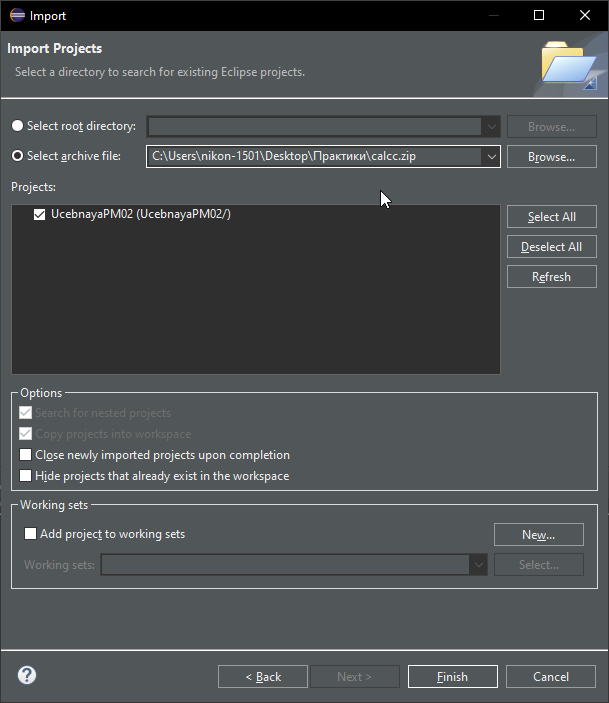 Import
Import Projects
Select a directory to search for existing Eclipse projects.
Select root directory:
Browse...
Select archive file:
C:\Users\nikon-1501\Desktop\Практики\calcc.zip
Browse...
Projects:
UcebnayaPM02 (UcebnayaPM02/)
Select All
Deselect All
Refresh
Options
Search for nested projects
Copy projects into workspace
Close newly imported projects upon completion
Hide projects that already exist in the workspace
Working sets
Add project to working sets
New...
Working sets:
Select...
?
< Back
Next >
Finish
Cancel